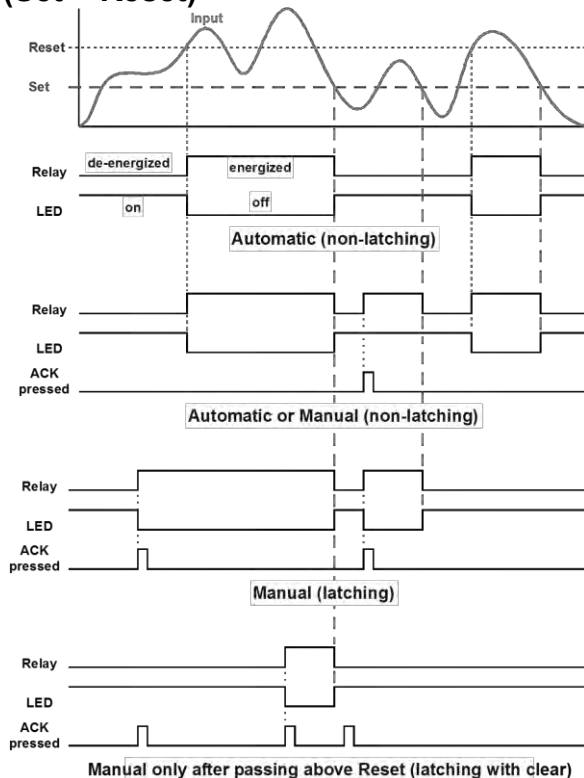 (Set Reset)
Input
Reset
Set
de-energized
energized
Relay
LED
on
off
Automatic (non-latching)
Relay
LED
ACK
pressed
Automatic or Manual (non-latching)
Relay
LED
ACK
pressed
Manual (latching)
Relay
LED
ACK
pressed
Manual only after passing above Reset (latching with clear)